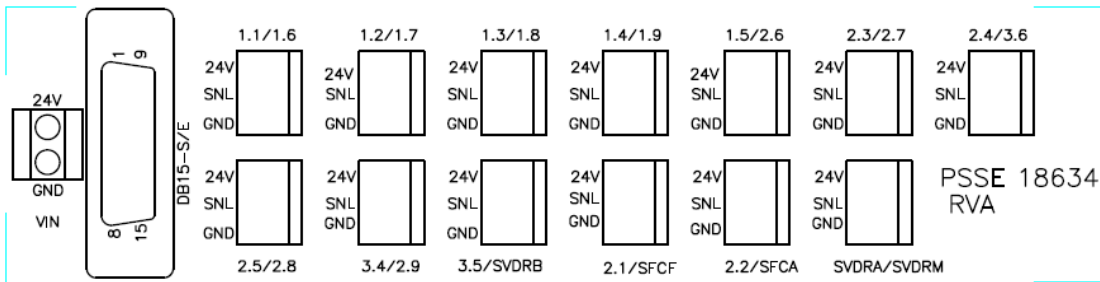 1.1/1.6 1.2/1.7 1.3/1.8 1.4/1.9 1.5/2.6 2.3/2.7 2.4/3.6
24V 24V 24V 24V 24V 24V 24V
SNL SNL SNL SNL SNL SNL SNL
GND GND GND GND GND GND GND
24V
GND
VIN
1 9
8 15
DB15-S/E
24V 24V 24V 24V 24V 24V
SNL SNL SNL SNL SNL SNL
GND GND GND GND GND GND
2.5/2.8 3.4/2.9 3.5/SVDRB 2.1/SFCF 2.2/SFCA SVDRA/SVDRM
PSSE 18634
RVA